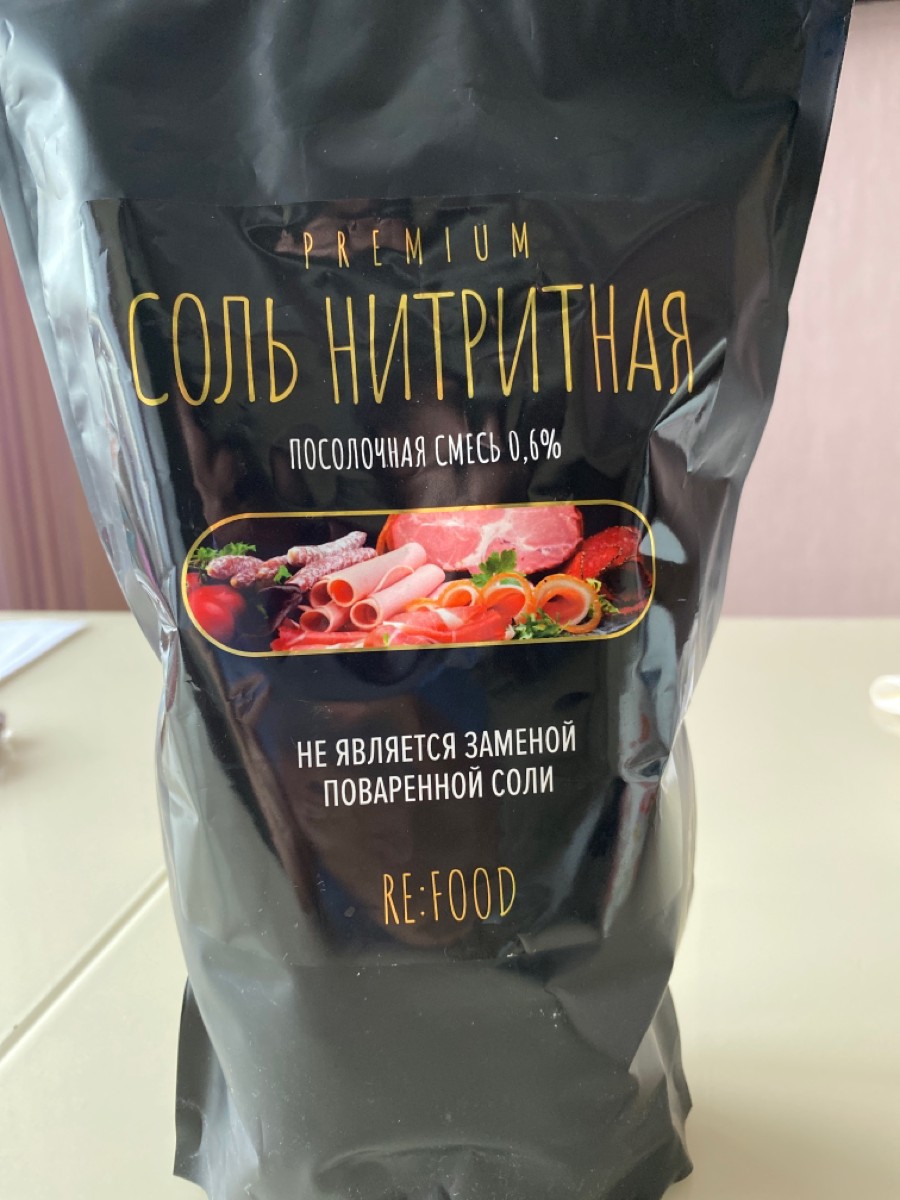 PREMIUM
СОЛЬ НИТРИТНАЯ
ПОСОЛОЧНАЯ СМЕСЬ 0,6%
НЕ ЯВЛЯЕТСЯ ЗАМЕНОЙ
ПОВАРЕННОЙ СОЛИ
RE:FOOD